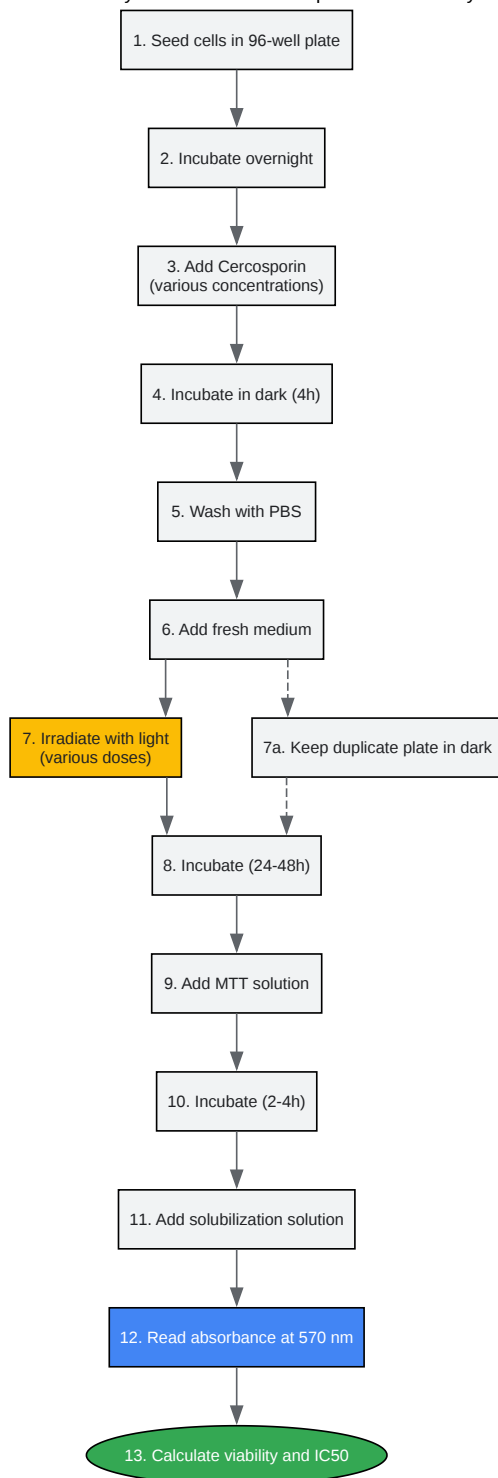 1. Seed cells in 96-well plate
2. Incubate overnight
3. Add Cercosporin
(various concentrations)
4. Incubate in dark (4h)
5. Wash with PBS
6. Add fresh medium
7. Irradiate with light
(various doses)
7a. Keep duplicate plate in dark
8. Incubate (24-48h)
9. Add MTT solution
10. Incubate (2-4h)
11. Add solubilization solution
12. Read absorbance at 570 nm
13. Calculate viability and IC50